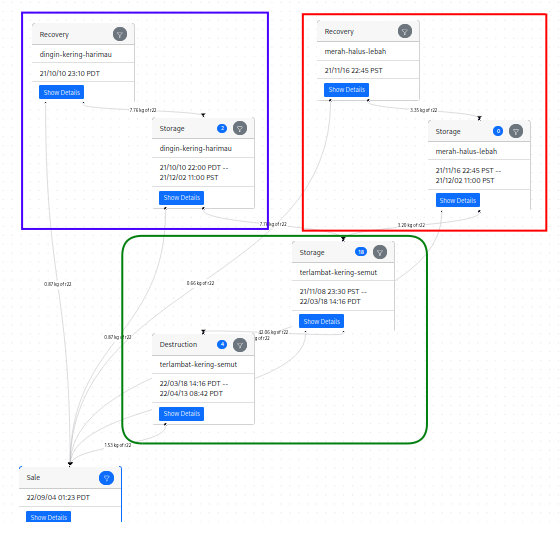 Recovery
dingin-kering-harimau
21/10/10 23:10 PDT
Show Details
Recovery
merah-halus-lebah
21/11/16 22:45 PST
Show Details
7.76 kg of r22
3.35 kg of r22
Storage 2
dingin-kering-harimau
21/10/10 22:00 PDT --
21/12/02 11:00 PST
Show Details
Storage 0
merah-halus-lebah
21/11/16 22:45 PST --
21/12/02 11:00 PST
Show Details
kg of r22
3.20 kg of r22
Storage
terlambat-kering-semut
21/11/08 23:30 PST --
22/03/18 14:16 PDT
Show Details
0.87 kg of r22
0.66 kg of r22
0.87 kg of r22
kg of r22
g of r22
Destruction 4
terlambat-kering-semut
22/03/18 14:16 PDT --
22/04/13 08:42 PDT
Show Details
1.53 kg of r22
Sale
22/09/04 01:23 PDT
Show Details